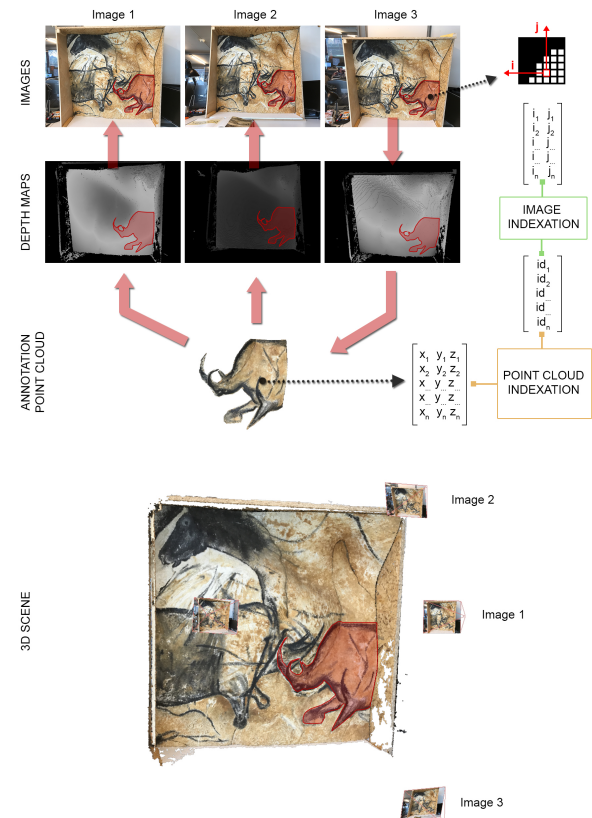 Image 1
Image 2
Image 3
IMAGES
j
i
i1 j1
i2 j2
i... j...
i... j...
in jn
DEPTH MAPS
IMAGE
INDEXATION
id1
id2
id...
id...
idn
ANNOTATION
POINT CLOUD
x1 y1 z1
x2 y2 z2
x... y... z...
x... y... z...
xn yn zn
POINT CLOUD
INDEXATION
3D SCENE
Image 2
Image 1
Image 3